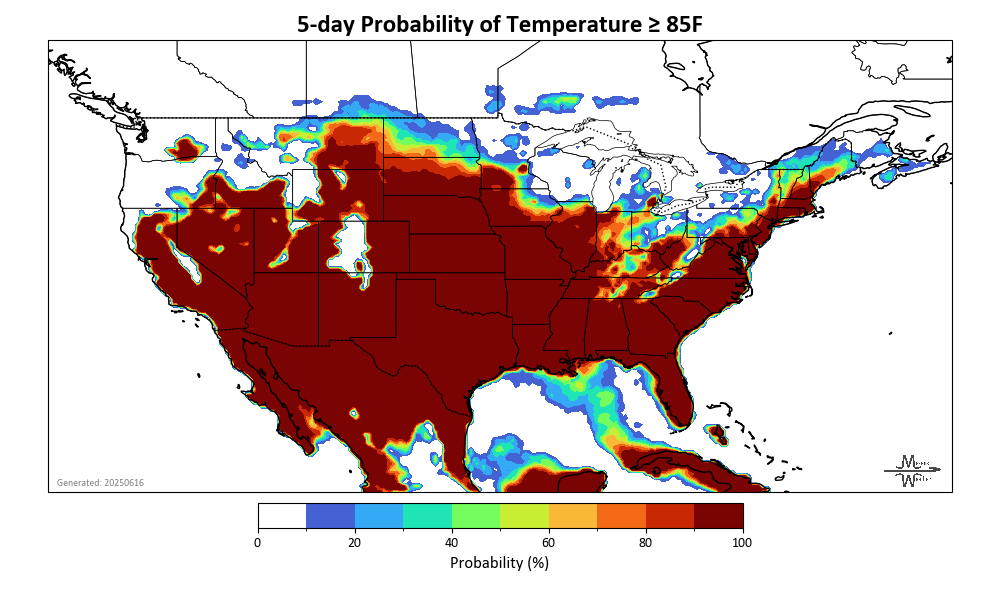 5-day Probability of Temperature ≥ 85F
Generated: 20250616
0 20 40 60 80 100
Probability (%)